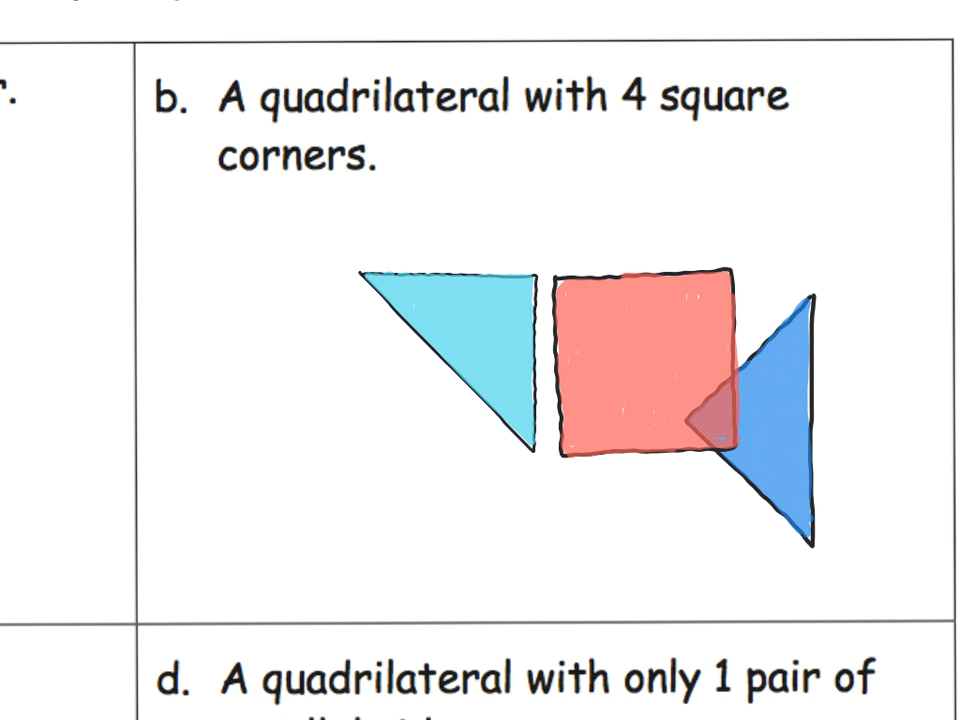 r.
b. A quadrilateral with 4 square
corners.
d. A quadrilateral with only 1 pair of